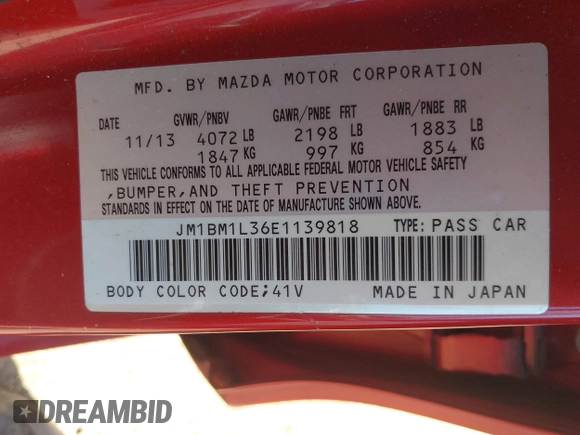 MFD. BY MAZDA MOTOR CORPORATION
DATE GVWR/PNBV GAWR/PNBE FRT GAWR/PNBE RR
11/13 4072 LB 2198 LB 1883 LB
1847 KG 997 KG 854 KG
THIS VEHICLE CONFORMS TO ALL APPLICABLE FEDERAL MOTOR VEHICLE SAFETY
,BUMPER,AND THEFT PREVENTION
STANDARDS IN EFFECT ON THE DATE OF MANUFACTURE SHOWN ABOVE.
JM1BM1L36E1139818 TYPE: PASS CAR
BODY COLOR CODE;41V MADE IN JAPAN
DREAMBID